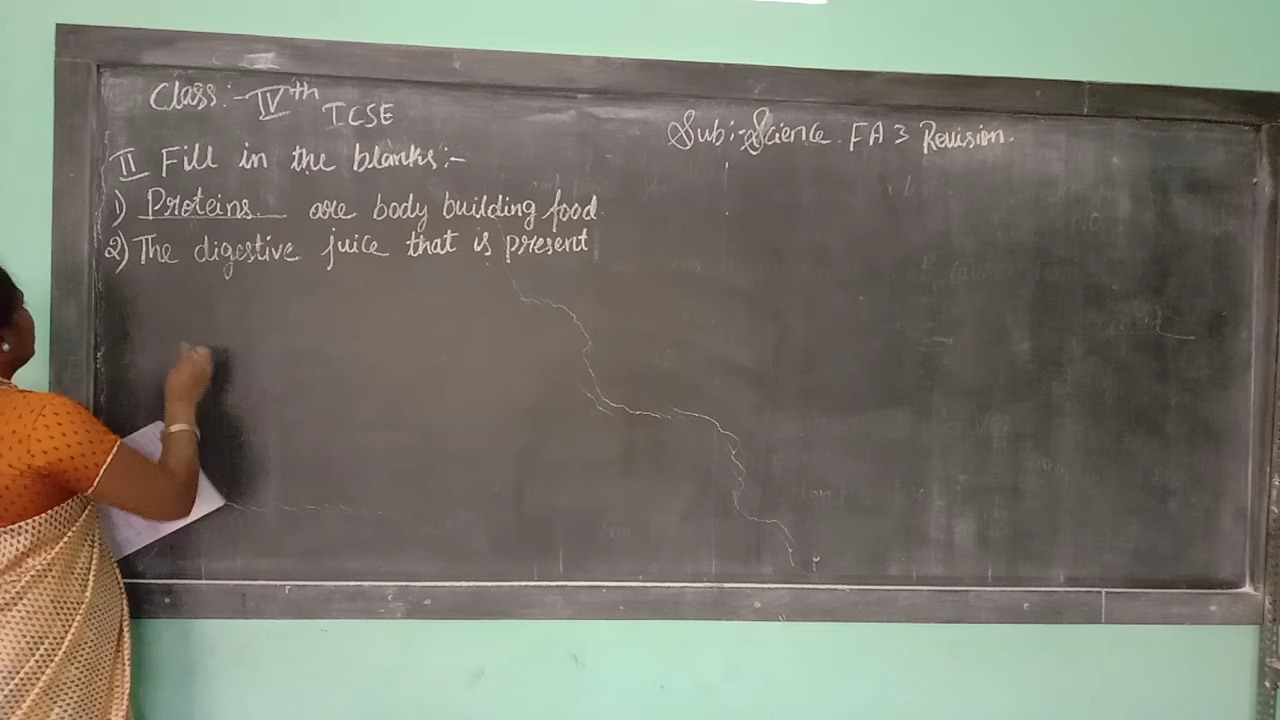 Class:-IVth
ICSE
Sub:-Science FA 3 Revision.
II Fill in the blanks:-
1) Proteins are body building food.
2) The digestive juice that is present